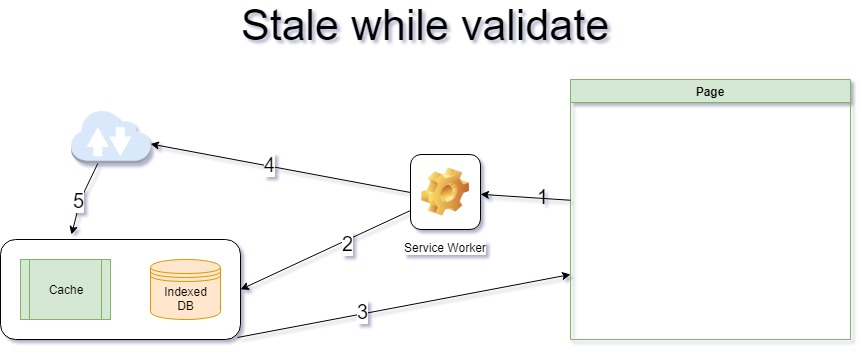 Stale while validate
Page
4
1
5
2
Service Worker
Cache
Indexed
DB
3